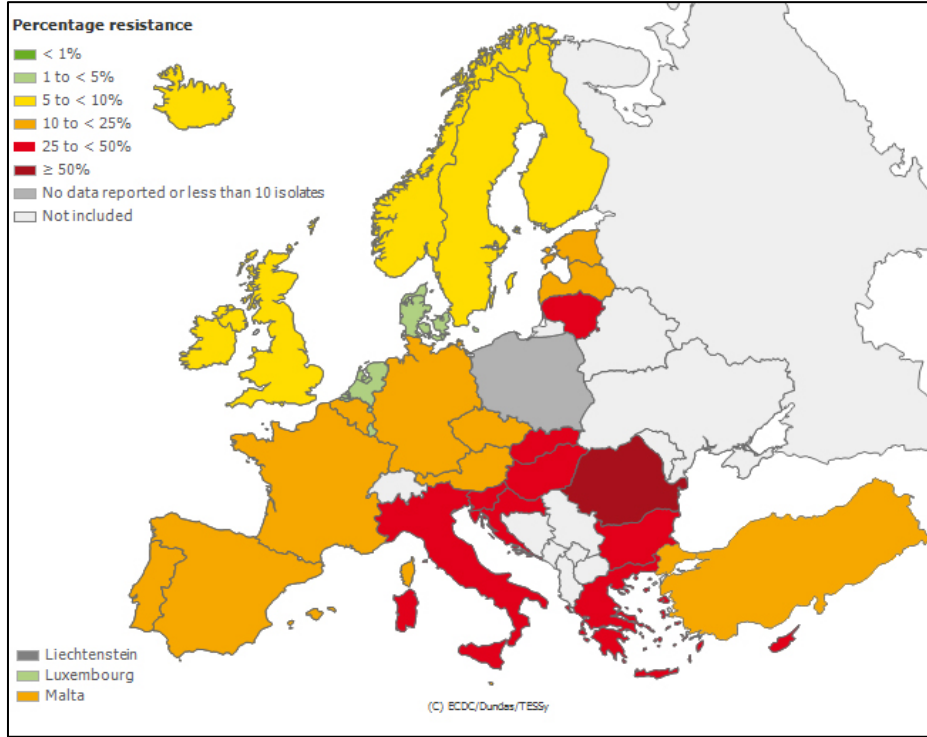 Percentage resistance
< 1%
1 to < 5%
5 to < 10%
10 to < 25%
25 to < 50%
≥ 50%
No data reported or less than 10 isolates
Not included
Liechtenstein
Luxembourg
Malta
(C) ECDC/Dundas/TESSy